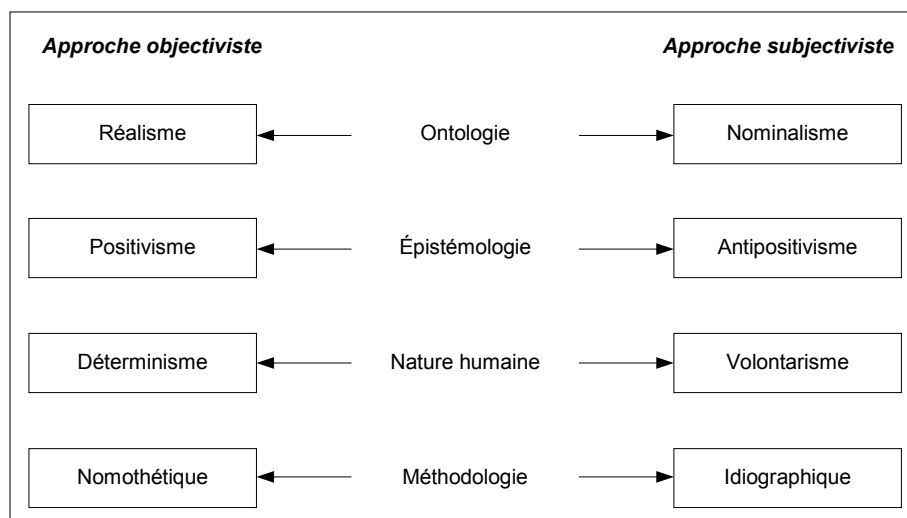 Approche objectiviste Approche subjectiviste
Réalisme Ontologie Nominalisme
Positivisme Épistémologie Antipositivisme
Déterminisme Nature humaine Volontarisme
Nomothétique Méthodologie Idiographique